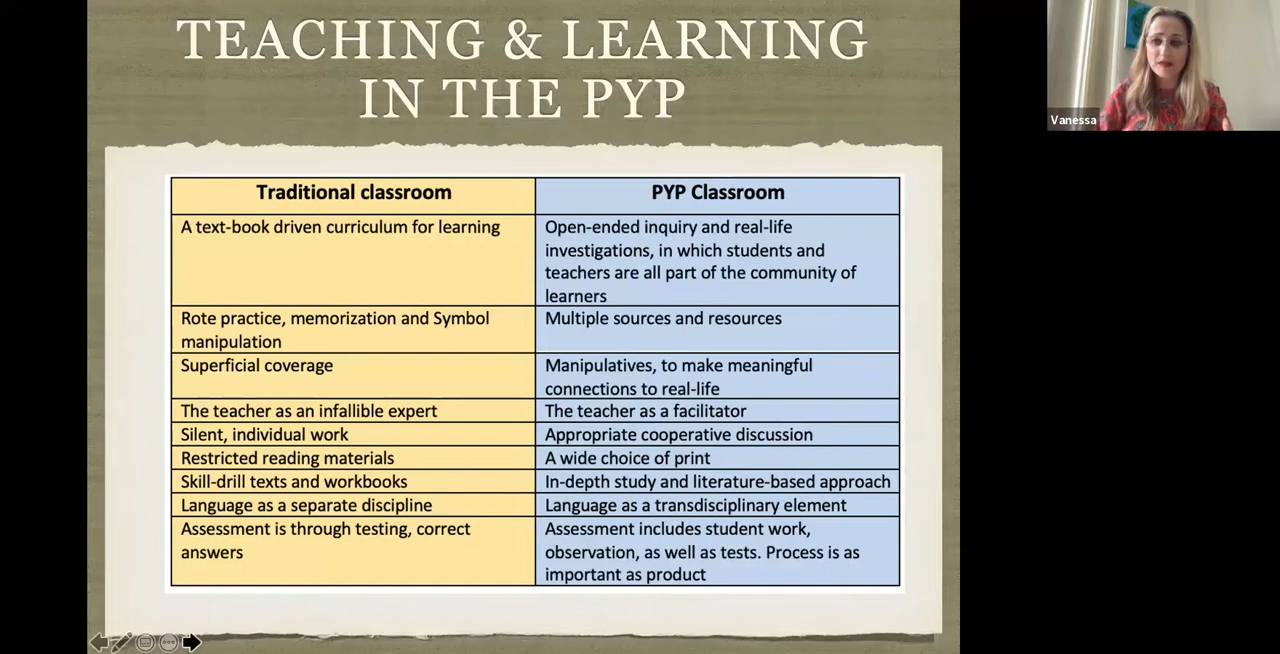 TEACHING & LEARNING
IN THE PYP
Vanessa
Traditional classroom
PYP Classroom
A text-book driven curriculum for learning
Open-ended inquiry and real-life
investigations, in which students and
teachers are all part of the community of
learners
Rote practice, memorization and Symbol
manipulation
Multiple sources and resources
Superficial coverage
Manipulatives, to make meaningful
connections to real-life
The teacher as an infallible expert
The teacher as a facilitator
Silent, individual work
Appropriate cooperative discussion
Restricted reading materials
A wide choice of print
Skill-drill texts and workbooks
In-depth study and literature-based approach
Language as a separate discipline
Language as a transdisciplinary element
Assessment is through testing, correct
answers
Assessment includes student work,
observation, as well as tests. Process is as
important as product